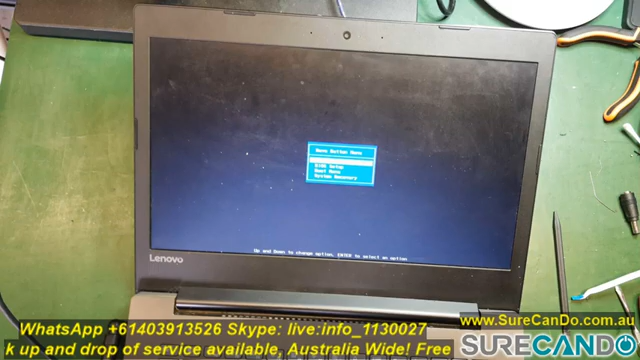 Novo Button Menu
BIOS Setup
Boot Menu
System Recovery
Up and Down to change option, ENTER to select an option
Lenovo
WhatsApp +61403913526 Skype: live:info_1130027
www.SureCanDo.com.au
k up and drop of service available, Australia Wide! Free
SURECANDO